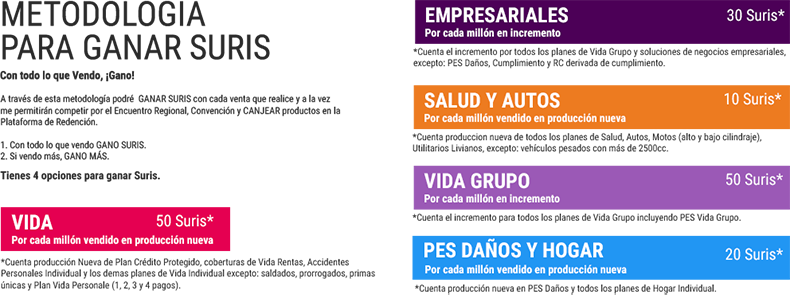 METODOLOGÍA
PARA GANAR SURIS
Con todo lo que Vendo, ¡Gano!
A través de esta metodología podré GANAR SURIS con cada venta que realice y a la vez
me permitirán competir por el Encuentro Regional, Convención y CANJEAR productos en la
Plataforma de Redención.
1. Con todo lo que vendo GANO SURIS.
2. Si vendo más, GANO MÁS.
Tienes 4 opciones para ganar Suris.
VIDA 50 Suris*
Por cada millón vendido en producción nueva
*Cuenta producción Nueva de Plan Crédito Protegido, coberturas de Vida Rentas, Accidentes
Personales Individual y los demas planes de Vida Individual excepto: saldados, prorrogados, primas
únicas y Plan Vida Personale (1, 2, 3 y 4 pagos).
EMPRESARIALES 30 Suris*
Por cada millón en incremento
*Cuenta el incremento por todos los planes de Vida Grupo y soluciones de negocios empresariales,
excepto: PES Daños, Cumplimiento y RC derivada de cumplimiento.
SALUD Y AUTOS 10 Suris*
Por cada millón vendido en producción nueva
*Cuenta produccion nueva de todos los planes de Salud, Autos, Motos (alto y bajo cilindraje),
Utilitarios Livianos, excepto: vehículos pesados con más de 2500cc.
VIDA GRUPO 50 Suris*
Por cada millón en incremento
*Cuenta el incremento para todos los planes de Vida Grupo incluyendo PES Vida Grupo.
PES DAÑOS Y HOGAR 20 Suris*
Por cada millón vendido en producción nueva
*Cuenta producción nueva en PES Daños y todos los planes de Hogar Individual.